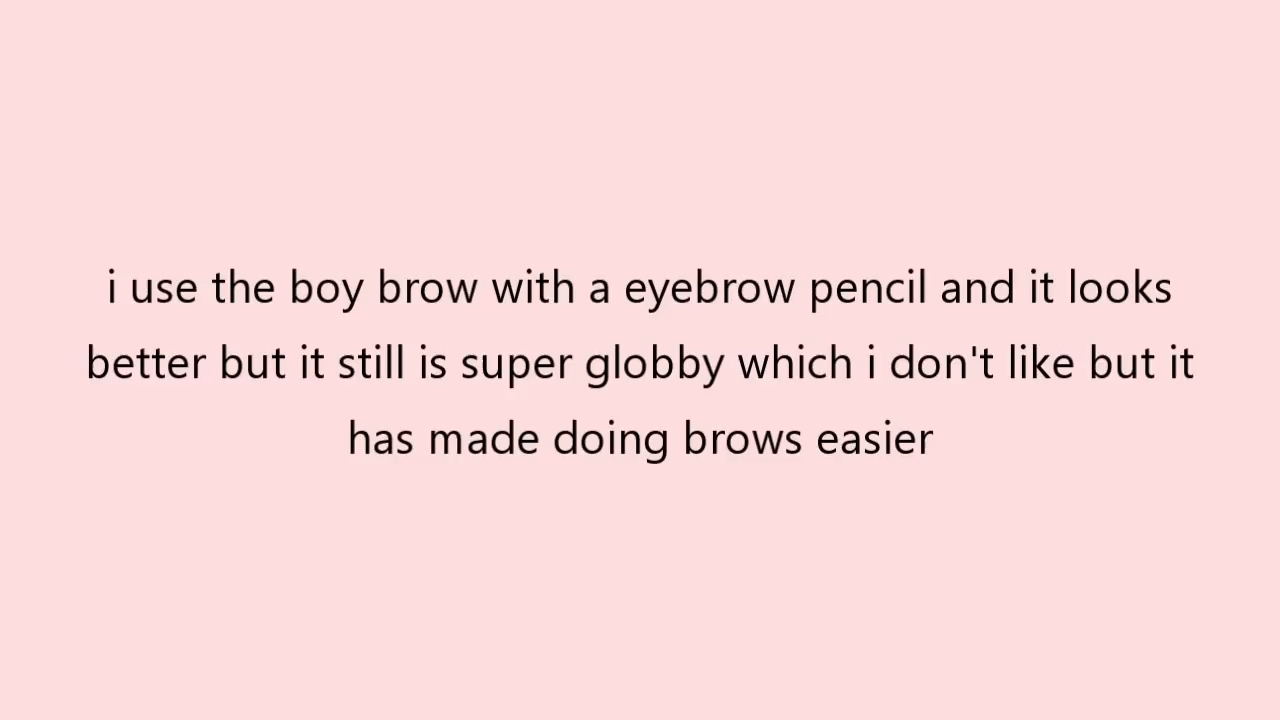 i use the boy brow with a eyebrow pencil and it looks
better but it still is super globby which i don't like but it
has made doing brows easier